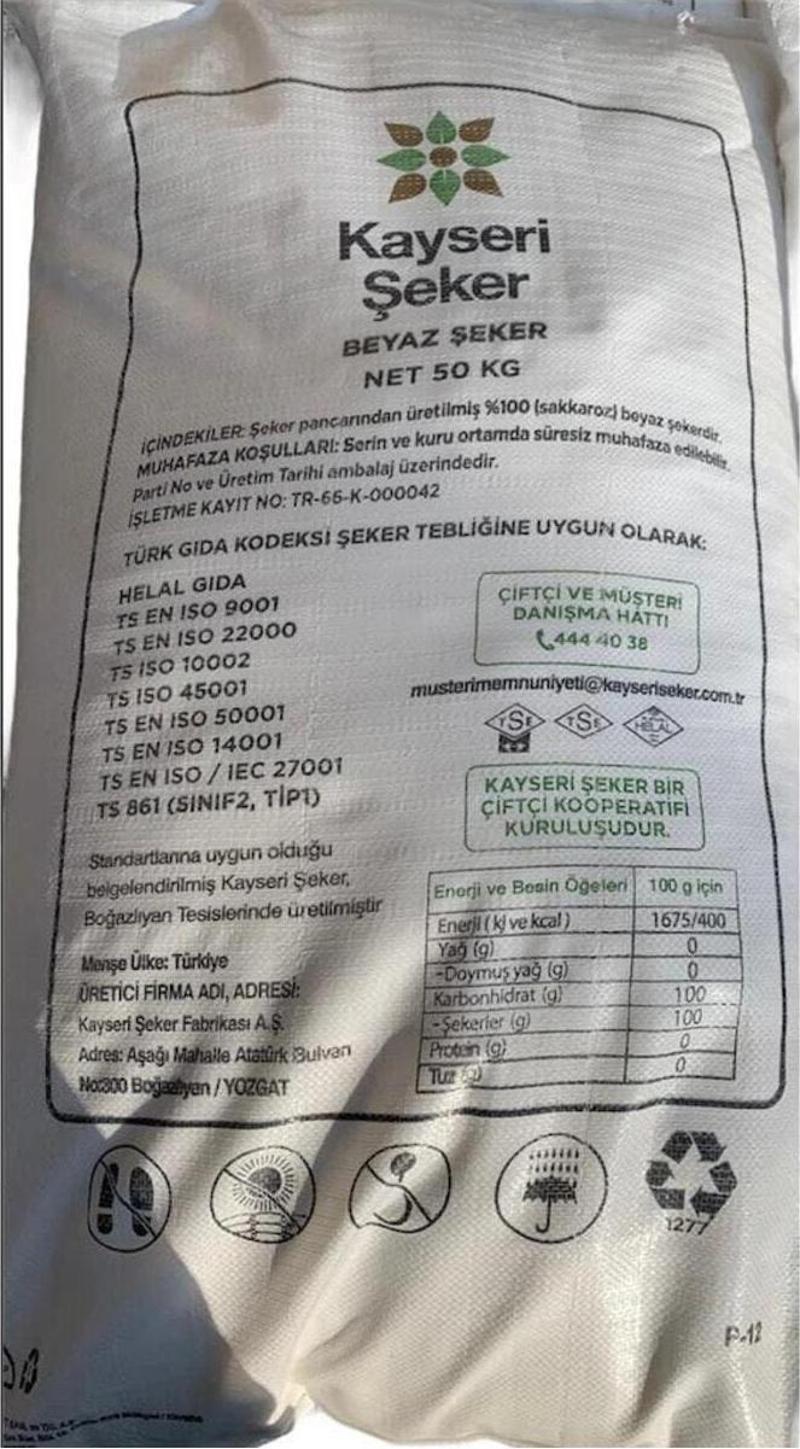 Kayseri
Şeker
BEYAZ ŞEKER
NET 50 KG
İÇİNDEKİLER: Şeker pancarından üretilmiş %100 (sakkaroz) beyaz şekerdir.
MUHAFAZA KOŞULLARI: Serin ve kuru ortamda süresiz muhafaza edilebilir.
Parti No ve Üretim Tarihi ambalaj üzerindedir.
İŞLETME KAYIT NO: TR-66-K-000042
TÜRK GIDA KODEKSİ ŞEKER TEBLİĞİNE UYGUN OLARAK:
HELAL GIDA
TS EN ISO 9001
TS EN ISO 22000
TS ISO 10002
TS ISO 45001
TS EN ISO 50001
TS EN ISO 14001
TS EN ISO / IEC 27001
TS 861 (SINIF2, TİP1)
ÇİFTÇİ VE MÜŞTERİ
DANIŞMA HATTI
444 40 38
musterimemnuniyeti@kayseriseker.com.tr
TSE TSE HELAL
KAYSERİ ŞEKER BİR
ÇİFTÇİ KOOPERATİFİ
KURULUŞUDUR.
Standartlarına uygun olduğu
belgelendirilmiş Kayseri Şeker,
Boğazlıyan Tesislerinde üretilmiştir
Menşe Ülke: Türkiye
ÜRETİCİ FİRMA ADI, ADRESİ:
Kayseri Şeker Fabrikası A.Ş.
Adres: Aşağı Mahalle Atatürk Bulvarı
No:300 Boğazlıyan / YOZGAT
Enerji ve Besin Öğeleri 100 g için
Enerji ( kj ve kcal ) 1675/400
Yağ (g) 0
-Doymuş yağ (g) 0
Karbonhidrat (g) 100
-Şekerler (g) 100
Protein (g) 0
Tuz (g) 0
1277
P-12